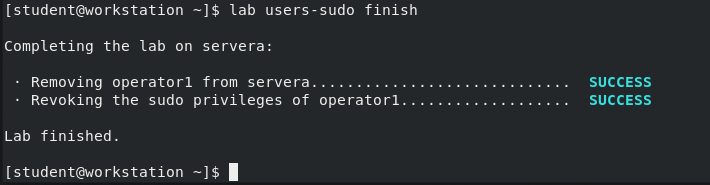 [student@workstation ~]$ lab users-sudo finish
Completing the lab on servera:
· Removing operator1 from servera............................. SUCCESS
· Revoking the sudo privileges of operator1................... SUCCESS
Lab finished.
[student@workstation ~]$